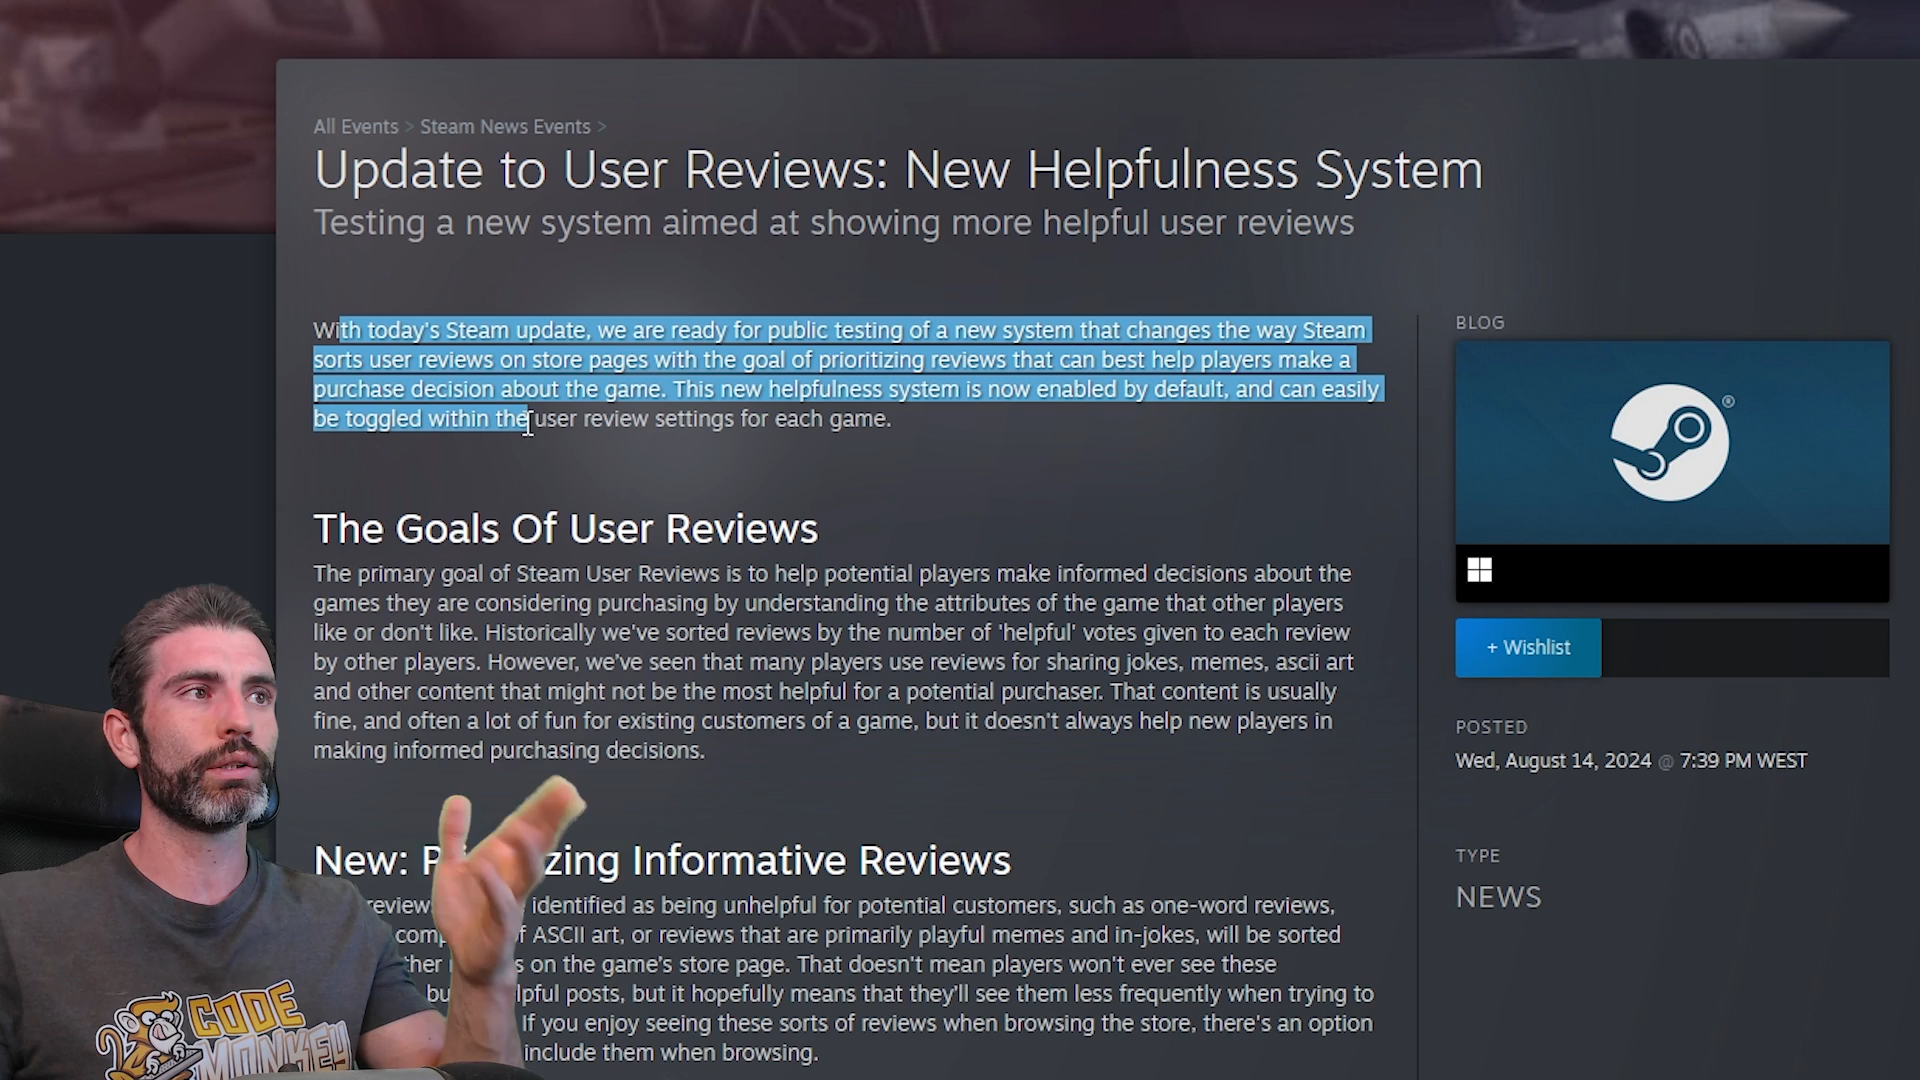 EAST
All Events > Steam News Events >
Update to User Reviews: New Helpfulness System
Testing a new system aimed at showing more helpful user reviews
With today's Steam update, we are ready for public testing of a new system that changes the way Steam
sorts user reviews on store pages with the goal of prioritizing reviews that can best help players make a
purchase decision about the game. This new helpfulness system is now enabled by default, and can easily
be toggled within the user review settings for each game.
The Goals Of User Reviews
The primary goal of Steam User Reviews is to help potential players make informed decisions about the
games they are considering purchasing by understanding the attributes of the game that other players
like or don't like. Historically we've sorted reviews by the number of 'helpful' votes given to each review
by other players. However, we've seen that many players use reviews for sharing jokes, memes, ascii art
and other content that might not be the most helpful for a potential purchaser. That content is usually
fine, and often a lot of fun for existing customers of a game, but it doesn't always help new players in
making informed purchasing decisions.
New: P zing Informative Reviews
review identified as being unhelpful for potential customers, such as one-word reviews,
comp f ASCII art, or reviews that are primarily playful memes and in-jokes, will be sorted
ther s on the game's store page. That doesn't mean players won't ever see these
bu lpful posts, but it hopefully means that they'll see them less frequently when trying to
If you enjoy seeing these sorts of reviews when browsing the store, there's an option
include them when browsing.
BLOG
®
+ Wishlist
POSTED
Wed, August 14, 2024 @ 7:39 PM WEST
TYPE
NEWS
CODE
MONKEY